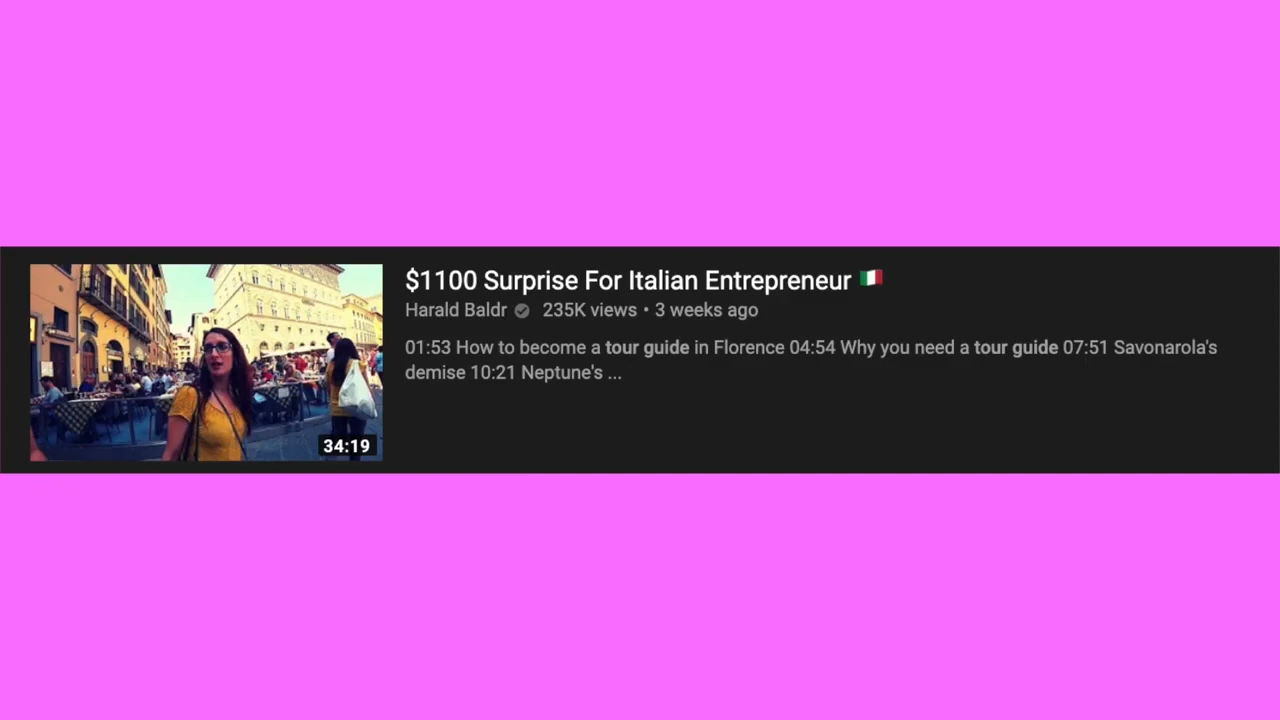 $1100 Surprise For Italian Entrepreneur 🇮🇹
Harald Baldr 235K views • 3 weeks ago
01:53 How to become a tour guide in Florence 04:54 Why you need a tour guide 07:51 Savonarola's
demise 10:21 Neptune's ...
34:19